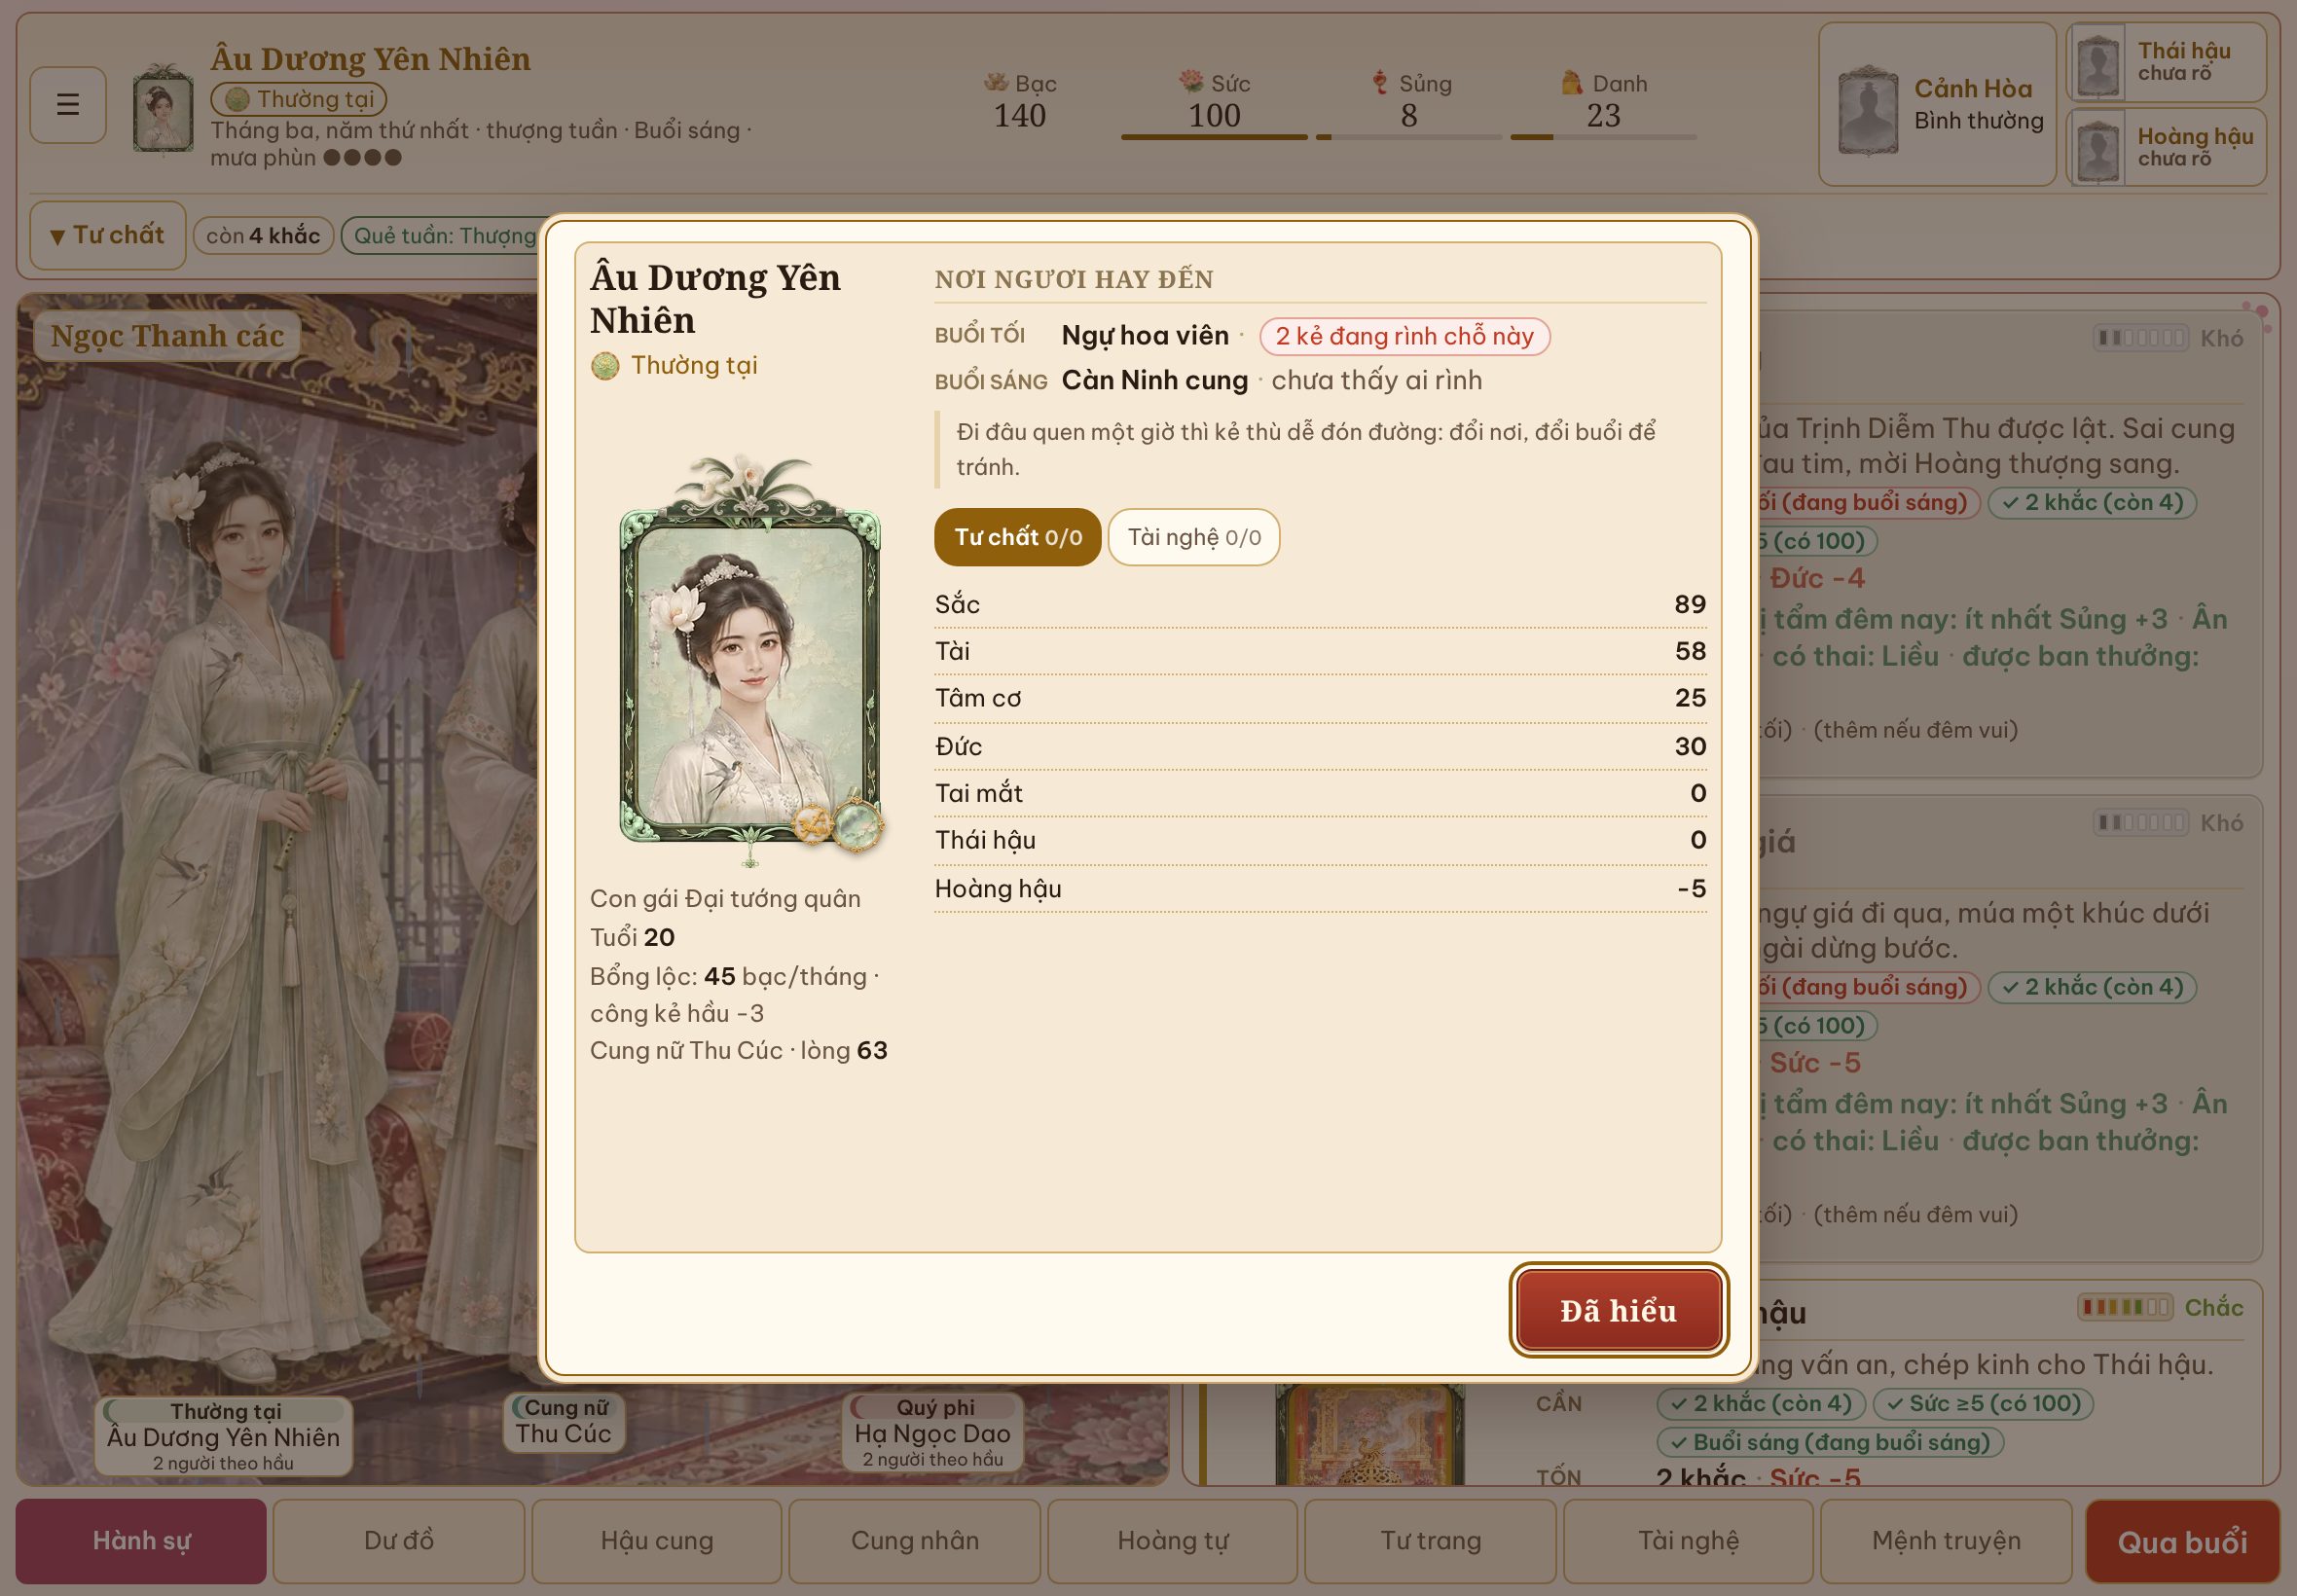 ☰
Âu Dương Yên Nhiên
Thường tại
Tháng ba, năm thứ nhất · thượng tuần · Buổi sáng ·
mưa phùn ●●●●
Bạc
140
Sức
100
Sủng
8
Danh
23
Cảnh Hòa
Bình thường
Thái hậu
chưa rõ
Hoàng hậu
chưa rõ
▼ Tư chất
còn 4 khắc
Quẻ tuần: Thượng
Ngọc Thanh các
Âu Dương Yên
Nhiên
Thường tại
Con gái Đại tướng quân
Tuổi 20
Bổng lộc: 45 bạc/tháng ·
công kẻ hầu -3
Cung nữ Thu Cúc · lòng 63
NƠI NGƯƠI HAY ĐẾN
BUỔI TỐI Ngự hoa viên · 2 kẻ đang rình chỗ này
BUỔI SÁNG Càn Ninh cung · chưa thấy ai rình
Đi đâu quen một giờ thì kẻ thù dễ đón đường: đổi nơi, đổi buổi để
tránh.
Tư chất 0/0
Tài nghệ 0/0
Sắc 89
Tài 58
Tâm cơ 25
Đức 30
Tai mắt 0
Thái hậu 0
Hoàng hậu -5
Đã hiểu
Khó
Trịnh Diễm Thu được lật. Sai cung
tim, mời Hoàng thượng sang.
(đang buổi sáng) ✓ 2 khắc (còn 4)
(có 100)
Đức -4
tẩm đêm nay: ít nhất Sủng +3 · Ân
có thai: Liều · được ban thưởng:
(thêm nếu đêm vui)
Khó
giá
ngự giá đi qua, múa một khúc dưới
gài dừng bước.
(đang buổi sáng) ✓ 2 khắc (còn 4)
(có 100)
Sức -5
tẩm đêm nay: ít nhất Sủng +3 · Ân
có thai: Liều · được ban thưởng:
(thêm nếu đêm vui)
Chắc
vấn an, chép kinh cho Thái hậu.
CẦN ✓ 2 khắc (còn 4) ✓ Sức ≥5 (có 100)
✓ Buổi sáng (đang buổi sáng)
TỐN 2 khắc · Sức -5
Thường tại
Âu Dương Yên Nhiên
2 người theo hầu
Cung nữ
Thu Cúc
Quý phi
Hạ Ngọc Dao
2 người theo hầu
Hành sự
Dư đồ
Hậu cung
Cung nhân
Hoàng tự
Tư trang
Tài nghệ
Mệnh truyện
Qua buổi